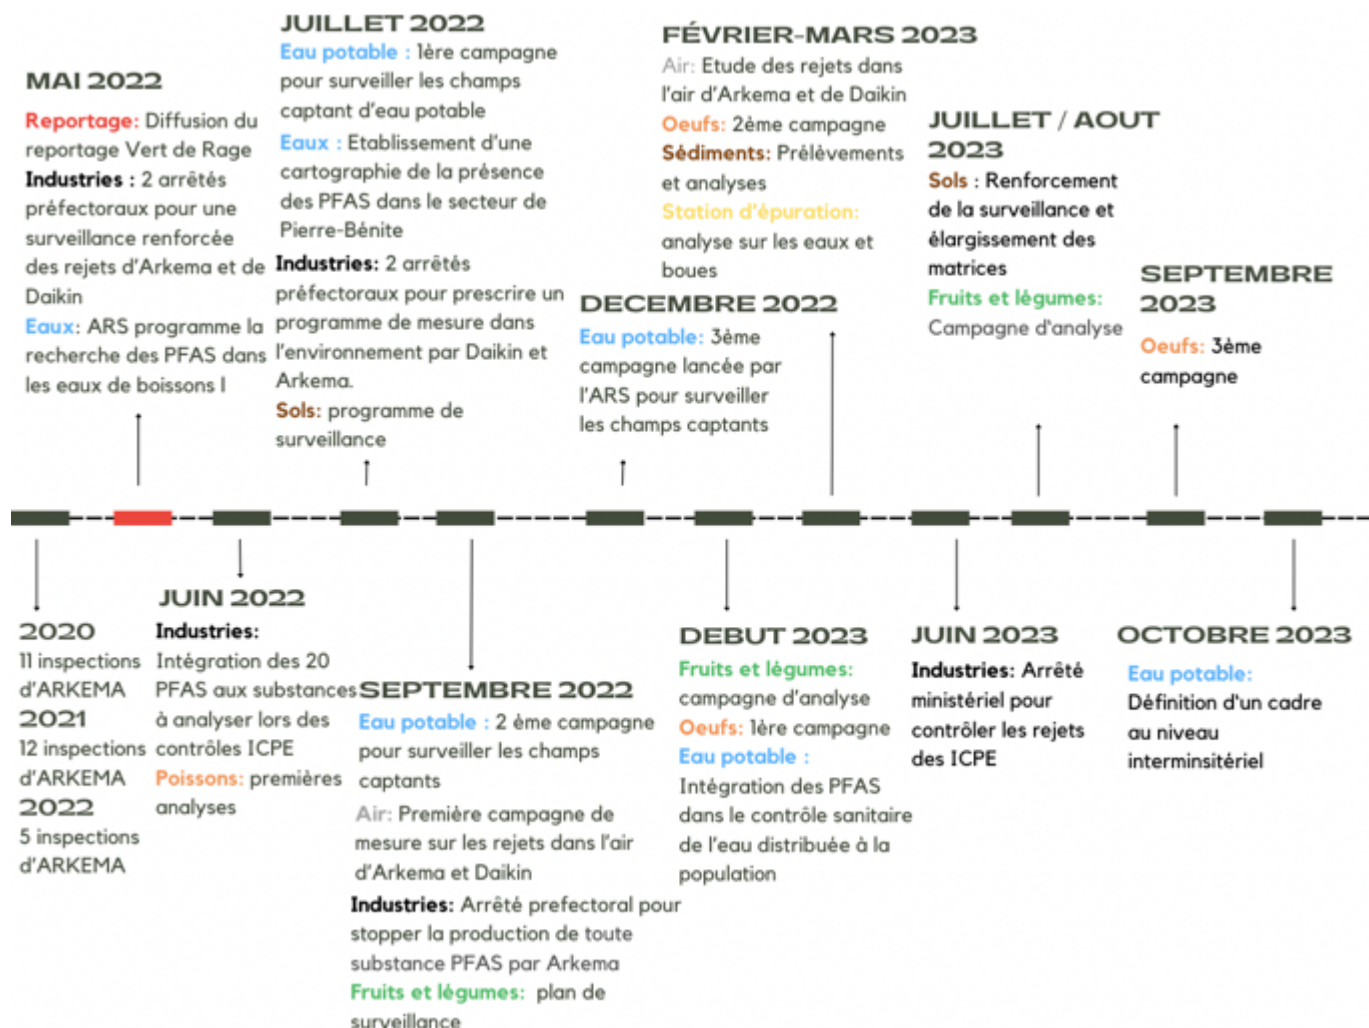 MAI 2022
Reportage: Diffusion du
reportage Vert de Rage
Industries : 2 arrêtés
préfectoraux pour une
surveillance renforcée
des rejets d'Arkema et de
Daikin
Eaux: ARS programme la
recherche des PFAS dans
les eaux de boissons I
JUILLET 2022
Eau potable : 1ère campagne
pour surveiller les champs
captant d'eau potable
Eaux : Etablissement d'une
cartographie de la présence
des PFAS dans le secteur de
Pierre-Bénite
Industries: 2 arrêtés
préfectoraux pour prescrire un
programme de mesure dans
l'environnement par Daikin et
Arkema.
Sols: programme de
surveillance
DECEMBRE 2022
Eau potable: 3ème
campagne lancée par
l'ARS pour surveiller
les champs captants
FÉVRIER-MARS 2023
Air: Etude des rejets dans
l'air d'Arkema et de Daikin
Oeufs: 2ème campagne
Sédiments: Prélèvements
et analyses
Station d'épuration:
analyse sur les eaux et
boues
JUILLET / AOUT
2023
Sols : Renforcement
de la surveillance et
élargissement des
matrices
Fruits et légumes:
Campagne d'analyse
SEPTEMBRE
2023
Oeufs: 3ème
campagne
2020
11 inspections
d'ARKEMA
2021
12 inspections
d'ARKEMA
2022
5 inspections
d'ARKEMA
JUIN 2022
Industries:
Intégration des 20
PFAS aux substances
à analyser lors des
contrôles ICPE
Poissons: premières
analyses
SEPTEMBRE 2022
Eau potable : 2 ème campagne
pour surveiller les champs
captants
Air: Première campagne de
mesure sur les rejets dans l'air
d'Arkema et Daikin
Industries: Arrêté prefectoral pour
stopper la production de toute
substance PFAS par Arkema
Fruits et légumes: plan de
surveillance
DEBUT 2023
Fruits et légumes:
campagne d'analyse
Oeufs: 1ère campagne
Eau potable :
Intégration des PFAS
dans le contrôle sanitaire
de l'eau distribuée à la
population
JUIN 2023
Industries: Arrêté
ministériel pour
contrôler les rejets
des ICPE
OCTOBRE 2023
Eau potable:
Définition d'un cadre
au niveau
interminsitériel